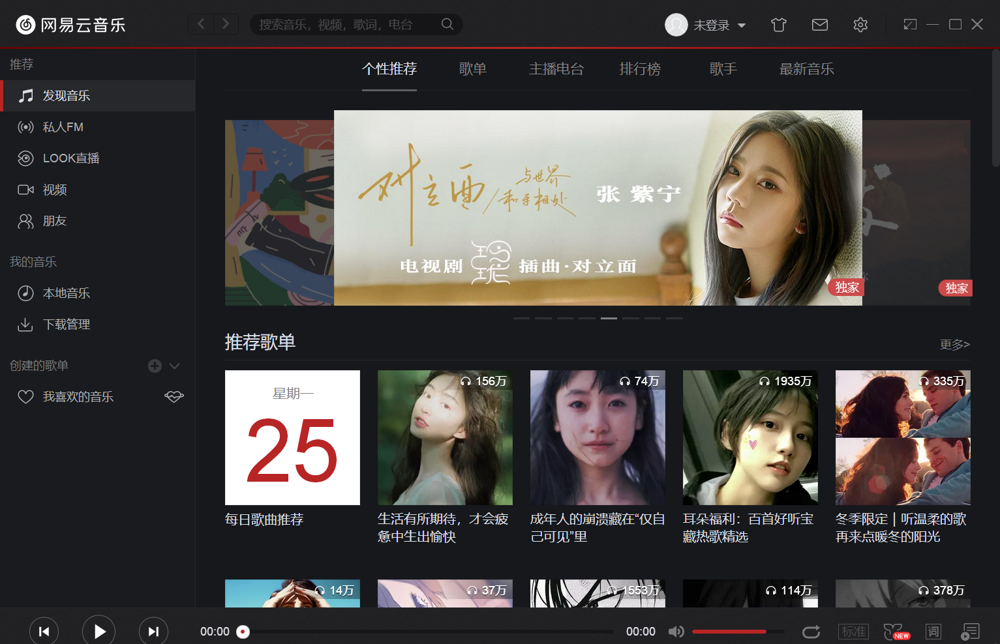 网易云音乐
搜索音乐，视频，歌词，电台
未登录
推荐
发现音乐
私人FM
LOOK直播
视频
朋友
我的音乐
本地音乐
下载管理
创建的歌单
我喜欢的音乐
个性推荐 歌单 主播电台 排行榜 歌手 最新音乐
对立面/与世界和平相处
张紫宁
电视剧 琉璃 插曲·对立面
独家
独家
推荐歌单
更多>
星期一
25
每日歌曲推荐
156万
生活有所期待，才会疲
惫中生出愉快
74万
成年人的崩溃藏在“仅自
己可见”里
1935万
耳朵福利：百首好听宝
藏热歌精选
335万
冬季限定 | 听温柔的歌
再来点暖冬的阳光
14万
37万
1553万
114万
378万
00:00
00:00
标准
NEW
词